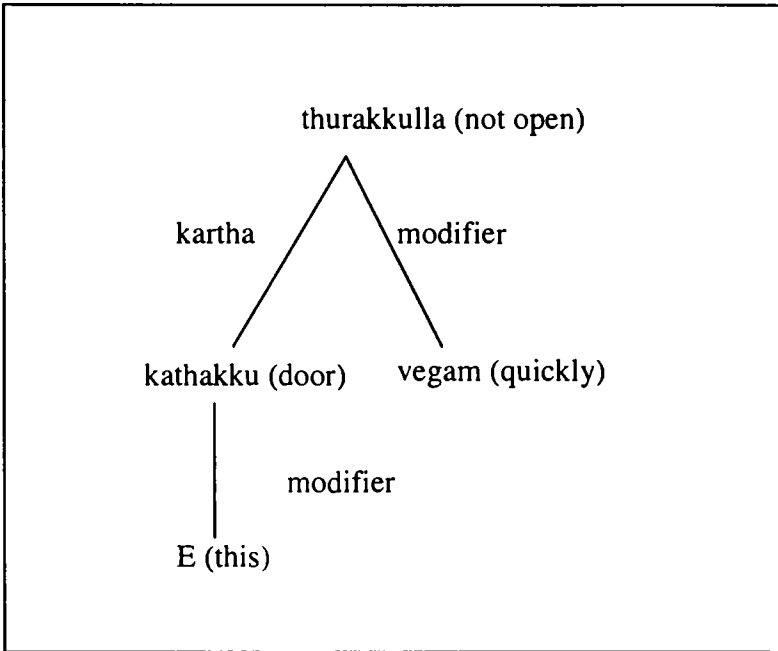 thurakkulla (not open)
kartha modifier
kathakku (door) vegam (quickly)
modifier
E (this)